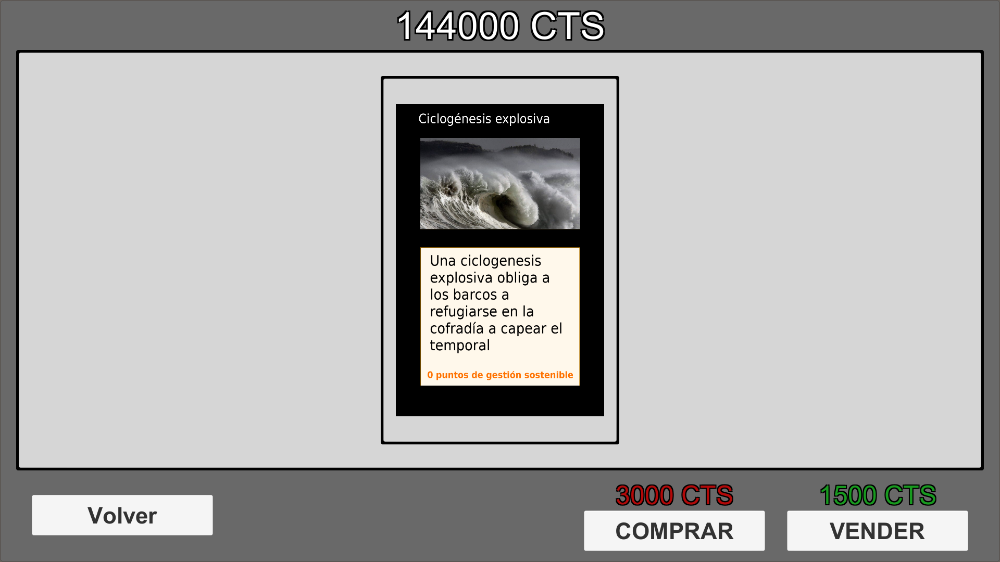 144000 CTS
Ciclogénesis explosiva
Una ciclogenesis
explosiva obliga a
los barcos a
refugiarse en la
cofradía a capear el
temporal
0 puntos de gestión sostenible
Volver
3000 CTS
COMPRAR
1500 CTS
VENDER